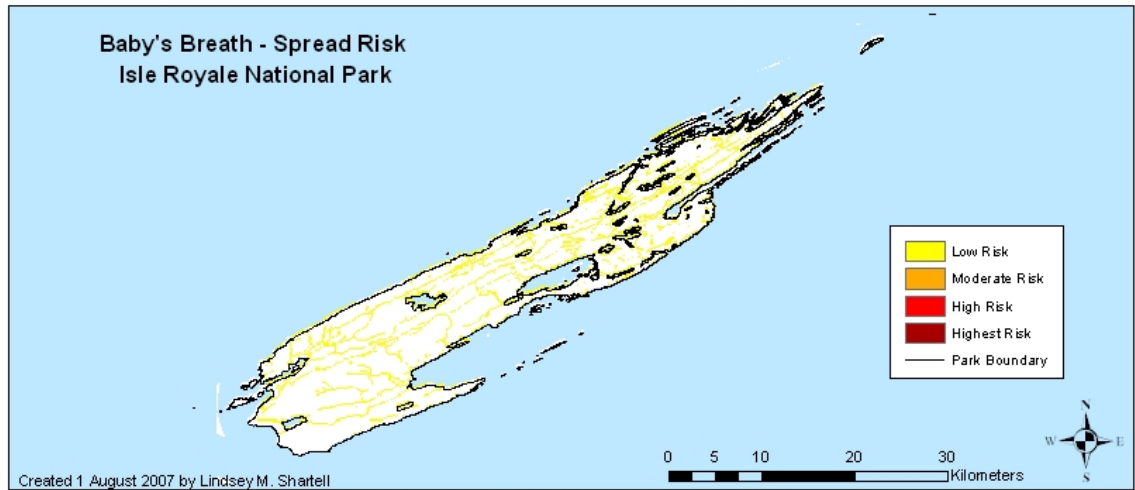 Baby's Breath - Spread Risk
Isle Royale National Park
Low Risk
Moderate Risk
High Risk
Highest Risk
Park Boundary
N
W E
S
0 5 10 20 30
Kilometers
Created 1 August 2007 by Lindsey M. Shartell